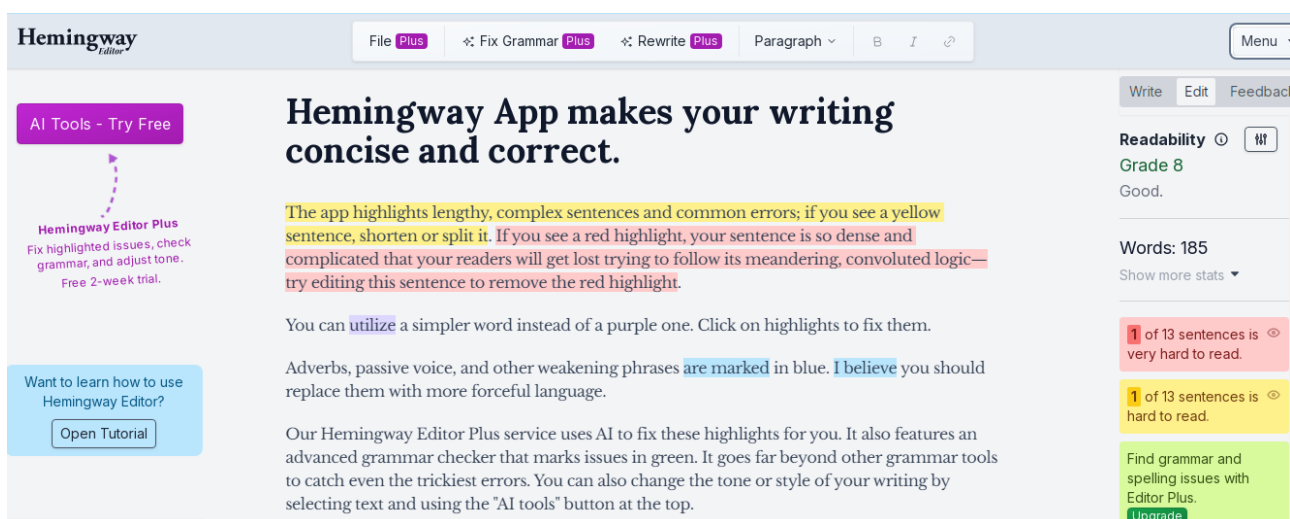 Hemingway
Editor
File Plus
Fix Grammar Plus
Rewrite Plus
Paragraph
B
I
Menu
AI Tools - Try Free
Hemingway Editor Plus
Fix highlighted issues, check
grammar, and adjust tone.
Free 2-week trial.
Want to learn how to use
Hemingway Editor?
Open Tutorial
Hemingway App makes your writing
concise and correct.
The app highlights lengthy, complex sentences and common errors; if you see a yellow
sentence, shorten or split it. If you see a red highlight, your sentence is so dense and
complicated that your readers will get lost trying to follow its meandering, convoluted logic—
try editing this sentence to remove the red highlight.
You can utilize a simpler word instead of a purple one. Click on highlights to fix them.
Adverbs, passive voice, and other weakening phrases are marked in blue. I believe you should
replace them with more forceful language.
Our Hemingway Editor Plus service uses AI to fix these highlights for you. It also features an
advanced grammar checker that marks issues in green. It goes far beyond other grammar tools
to catch even the trickiest errors. You can also change the tone or style of your writing by
selecting text and using the "AI tools" button at the top.
Write
Edit
Feedbac
Readability
Grade 8
Good.
Words: 185
Show more stats
1 of 13 sentences is
very hard to read.
1 of 13 sentences is
hard to read.
Find grammar and
spelling issues with
Editor Plus.
Upgrade